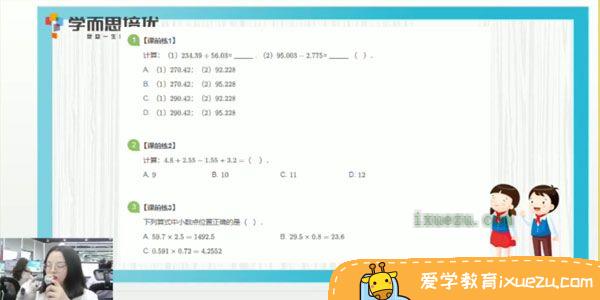 学而思培优
1 【课前练1】
计算：（1）234.39 + 56.03= _____ ，（2）95.003 − 2.775= _____（ ）.
A. （1）270.42；（2）92.228
B. （1）270.42；（2）95.228
C. （1）290.42；（2）92.228
D. （1）290.42；（2）95.228
2 【课前练2】
计算：4.8 + 2.55 − 1.55 + 3.2 =（ ）.
A. 9 B. 10 C. 11 D. 12
3 【课前练3】
下列算式中小数点位置正确的是（ ）.
A. 59.7 × 2.5 = 1492.5 B. 29.5 × 0.8 = 23.6
C. 0.591 × 0.72 = 4.2552
ixuezu.c
爱学教育ixuezu.com